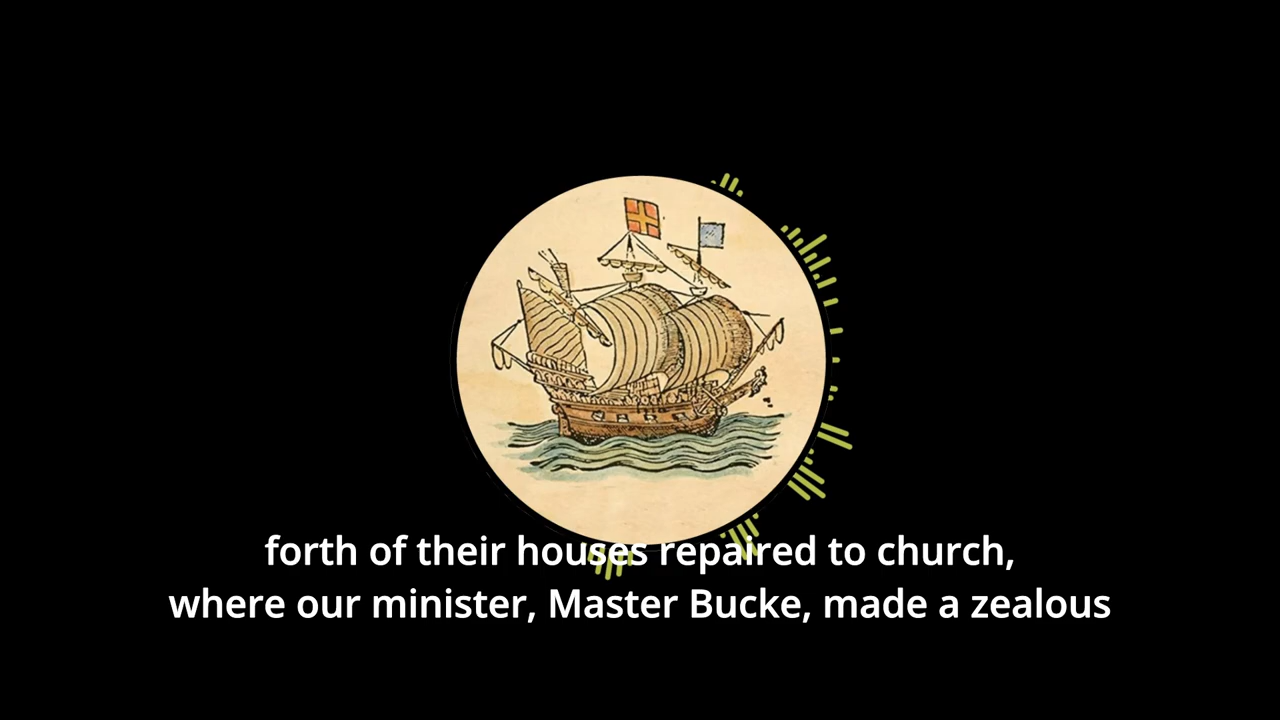 forth of their houses repaired to church,
where our minister, Master Bucke, made a zealous